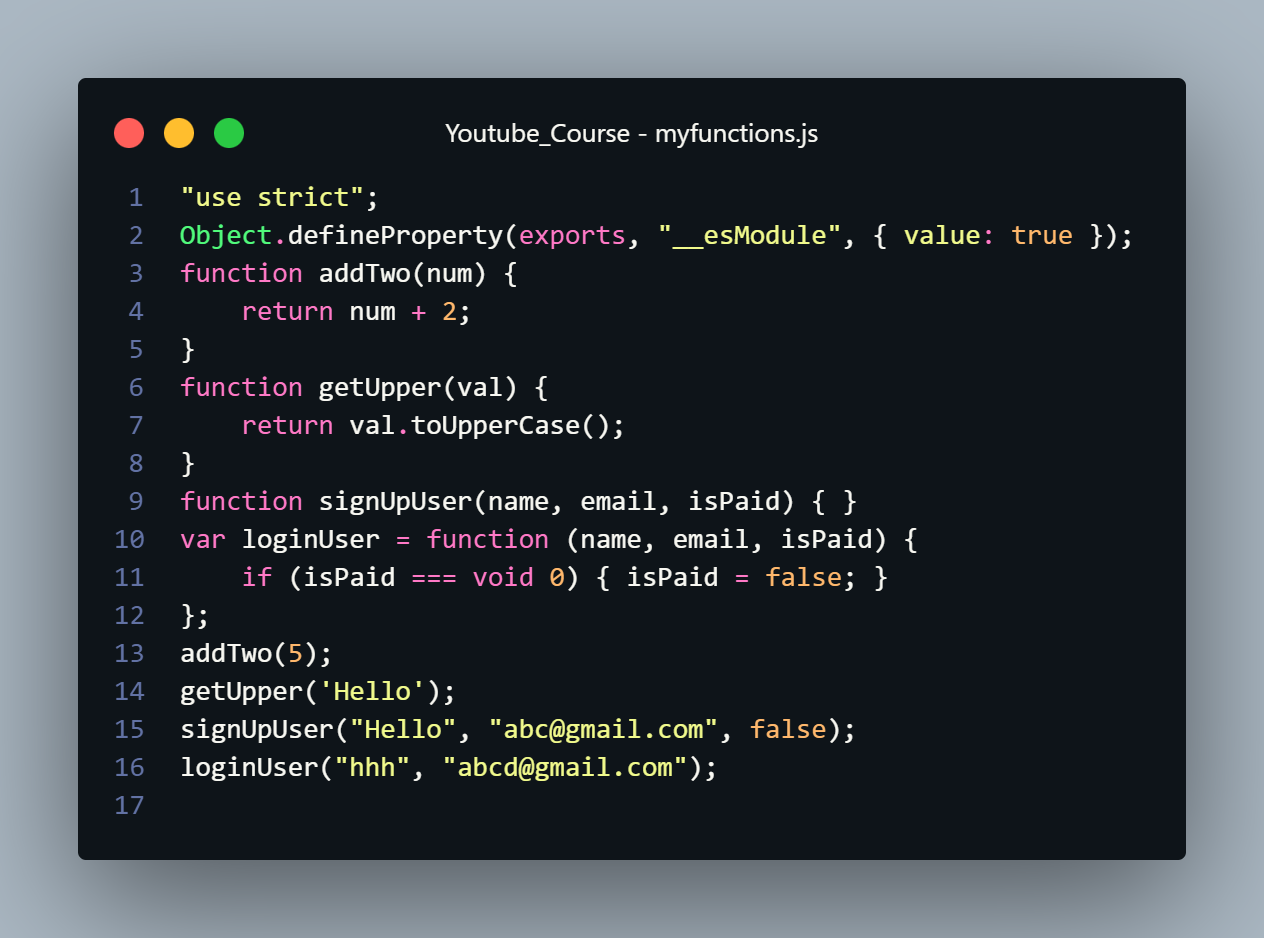 Youtube_Course - myfunctions.js
1 "use strict";
2 Object.defineProperty(exports, "__esModule", { value: true });
3 function addTwo(num) {
4     return num + 2;
5 }
6 function getUpper(val) {
7     return val.toUpperCase();
8 }
9 function signUpUser(name, email, isPaid) { }
10 var loginUser = function (name, email, isPaid) {
11     if (isPaid === void 0) { isPaid = false; }
12 };
13 addTwo(5);
14 getUpper('Hello');
15 signUpUser("Hello", "abc@gmail.com", false);
16 loginUser("hhh", "abcd@gmail.com");
17